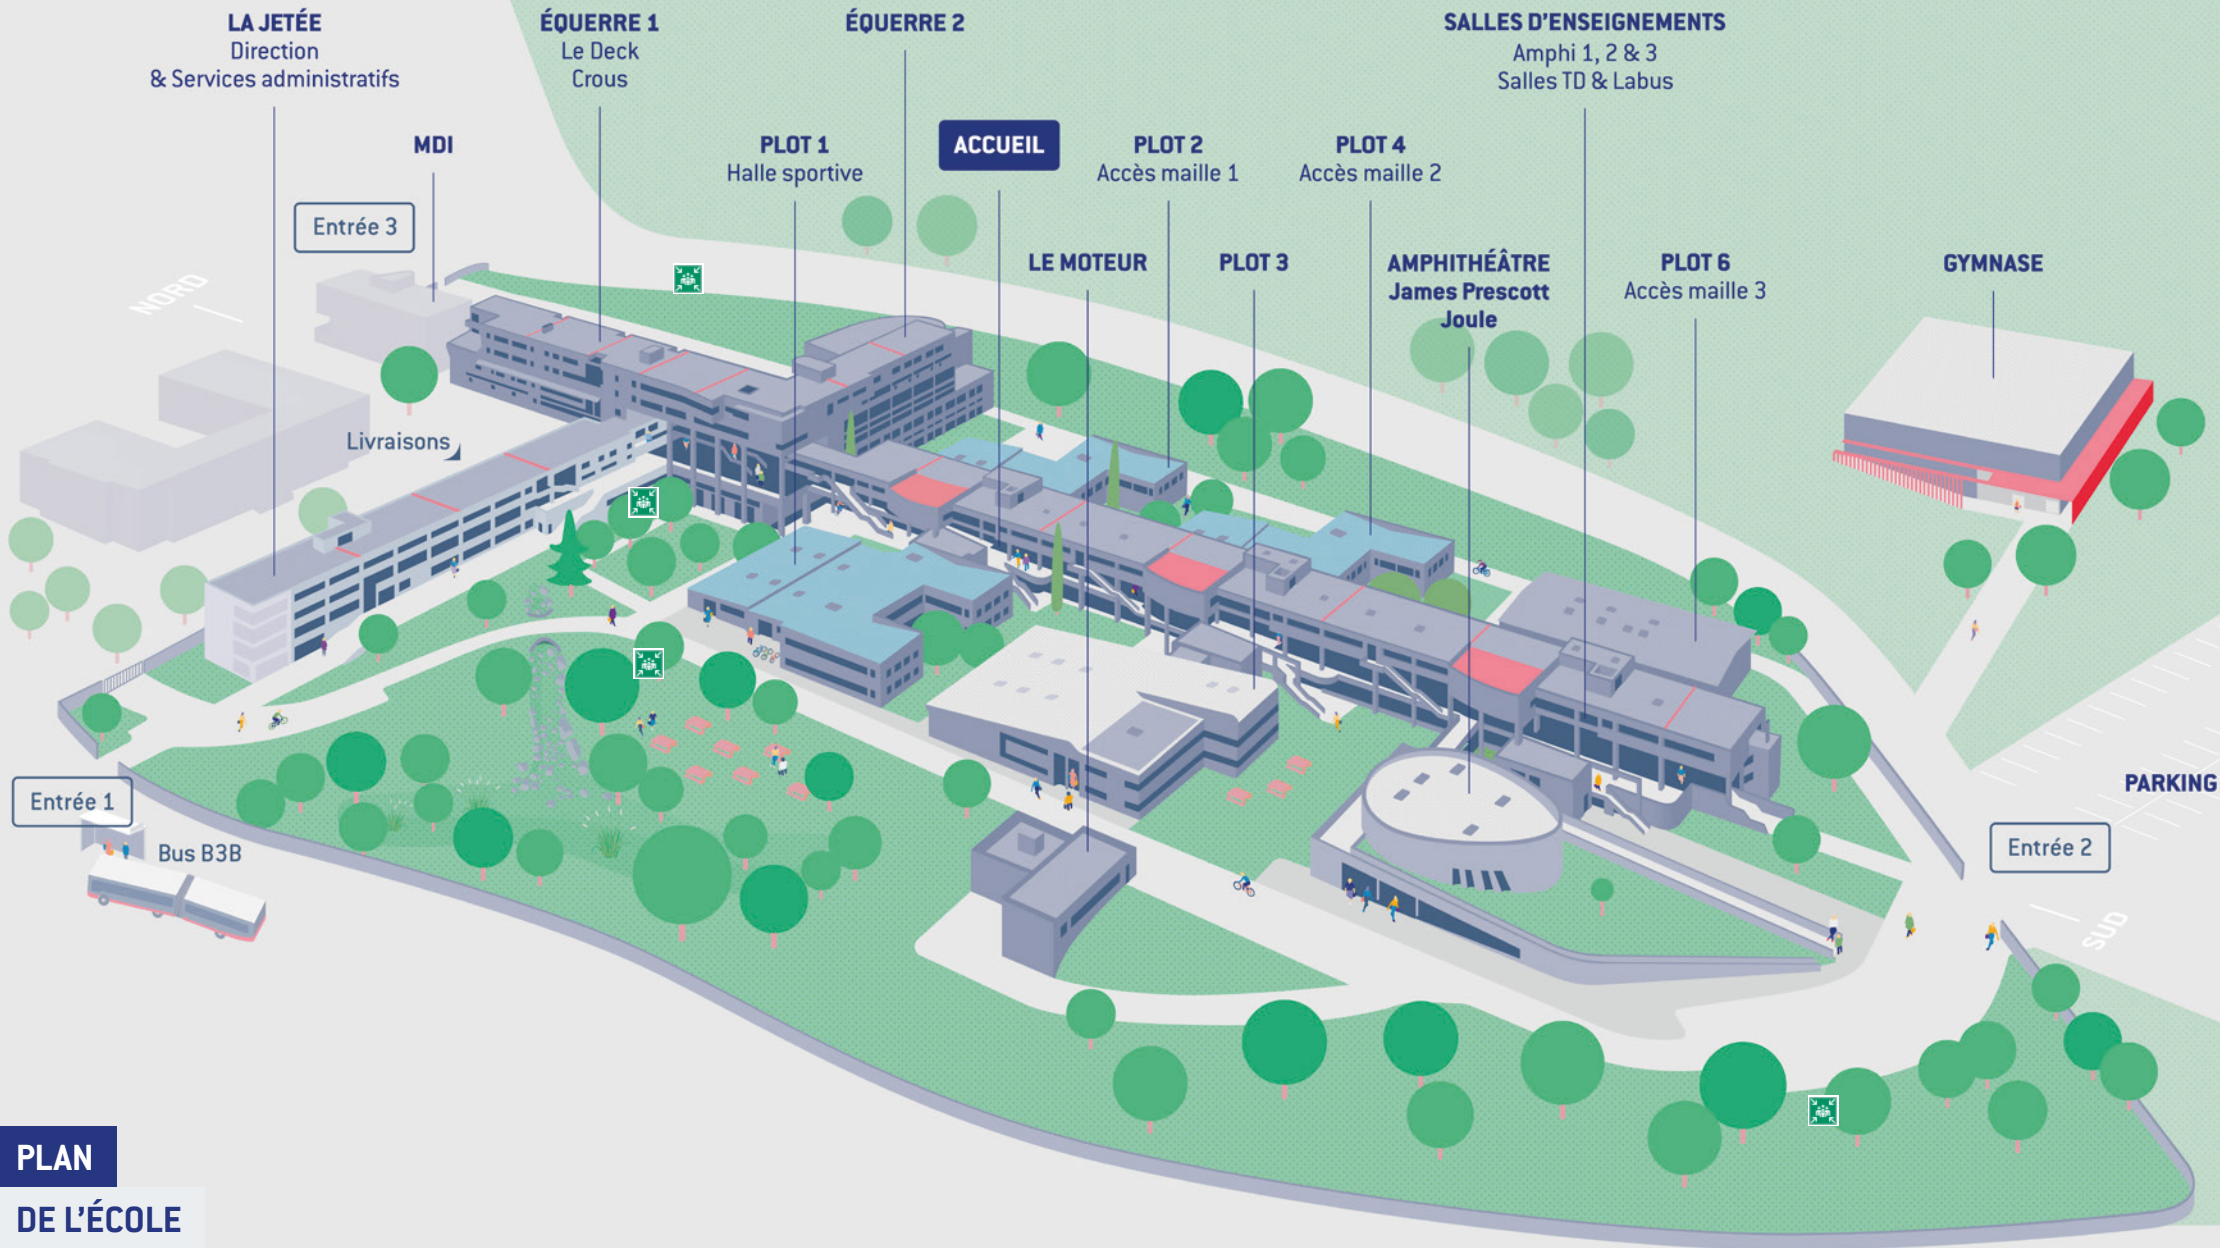 LA JETÉE
Direction
& Services administratifs
ÉQUERRE 1
Le Deck
Crous
ÉQUERRE 2
SALLES D'ENSEIGNEMENTS
Amphi 1, 2 & 3
Salles TD & Labus
MDI
PLOT 1
Halle sportive
ACCUEIL
PLOT 2
Accès maille 1
PLOT 4
Accès maille 2
Entrée 3
LE MOTEUR
PLOT 3
AMPHITHÉÂTRE
James Prescott
Joule
PLOT 6
Accès maille 3
GYMNASE
NORD
Livraisons
PARKING
Entrée 1
Bus B3B
Entrée 2
SUD
PLAN
DE L'ÉCOLE